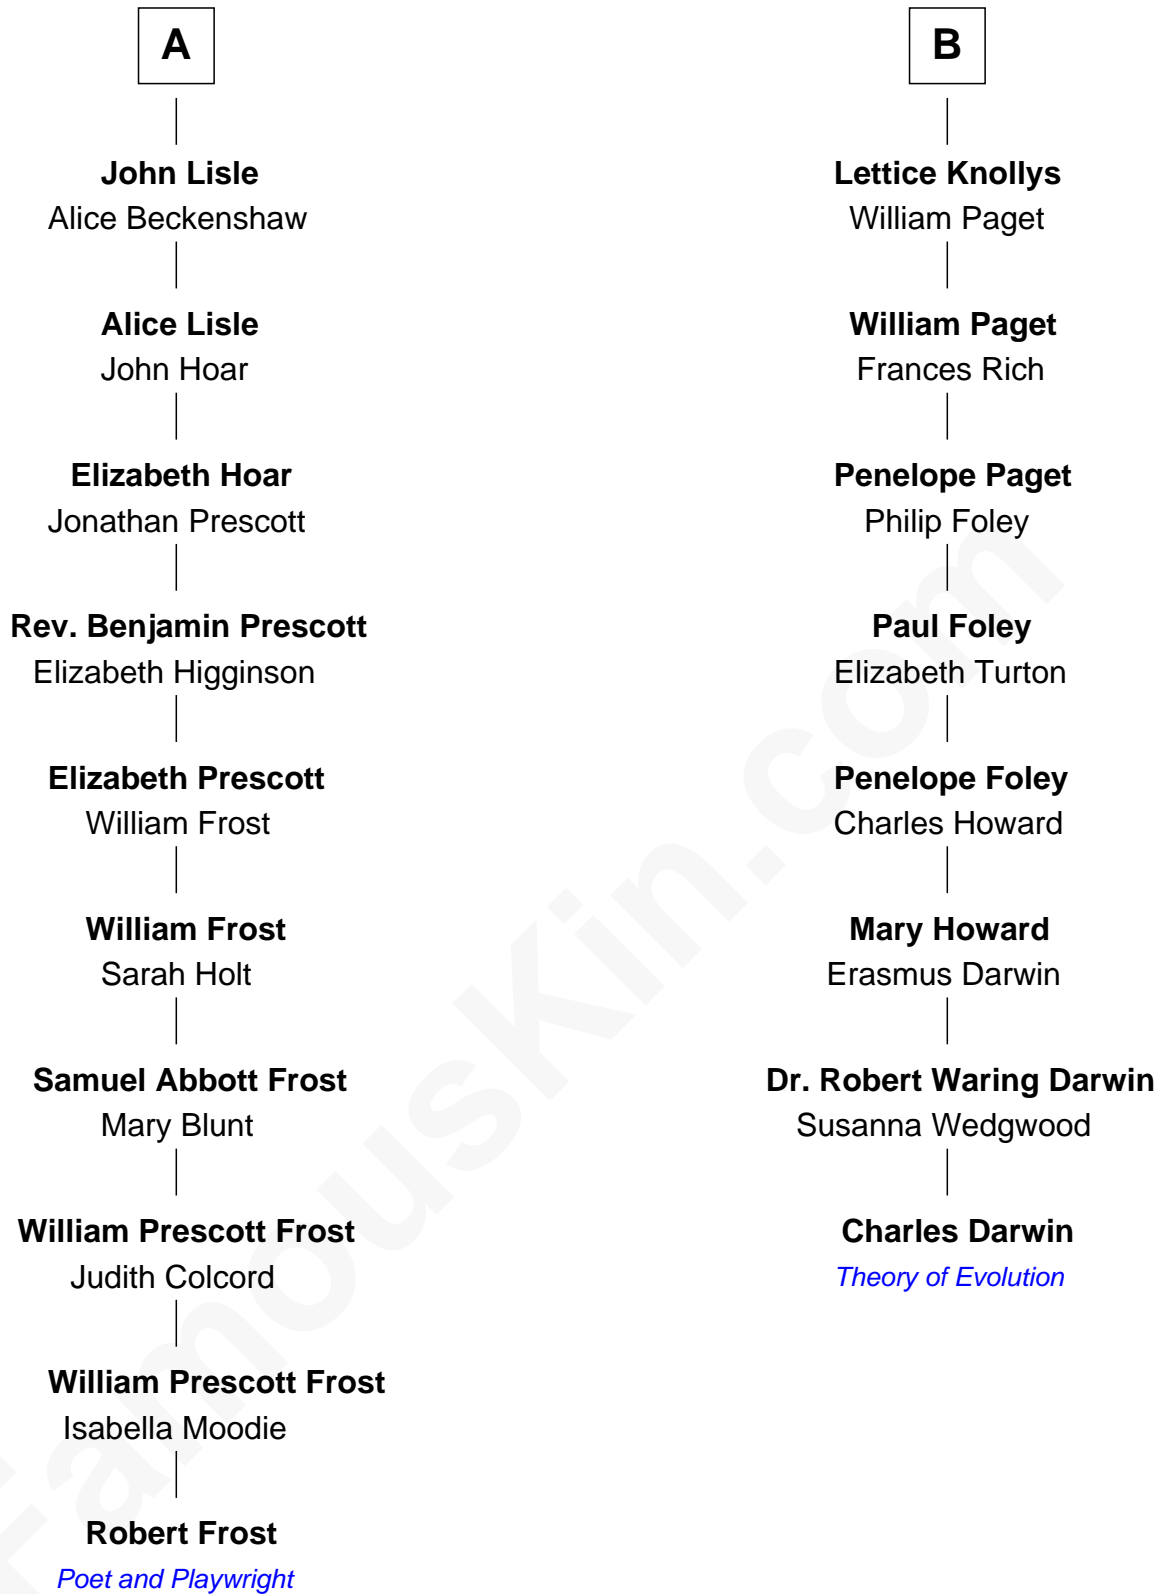 A
John Lisle
Alice Beckenshaw
Alice Lisle
John Hoar
Elizabeth Hoar
Jonathan Prescott
Rev. Benjamin Prescott
Elizabeth Higginson
Elizabeth Prescott
William Frost
William Frost
Sarah Holt
Samuel Abbott Frost
Mary Blunt
William Prescott Frost
Judith Colcord
William Prescott Frost
Isabella Moodie
Robert Frost
Poet and Playwright
B
Lettice Knollys
William Paget
William Paget
Frances Rich
Penelope Paget
Philip Foley
Paul Foley
Elizabeth Turton
Penelope Foley
Charles Howard
Mary Howard
Erasmus Darwin
Dr. Robert Waring Darwin
Susanna Wedgwood
Charles Darwin
Theory of Evolution
FamousKin.com